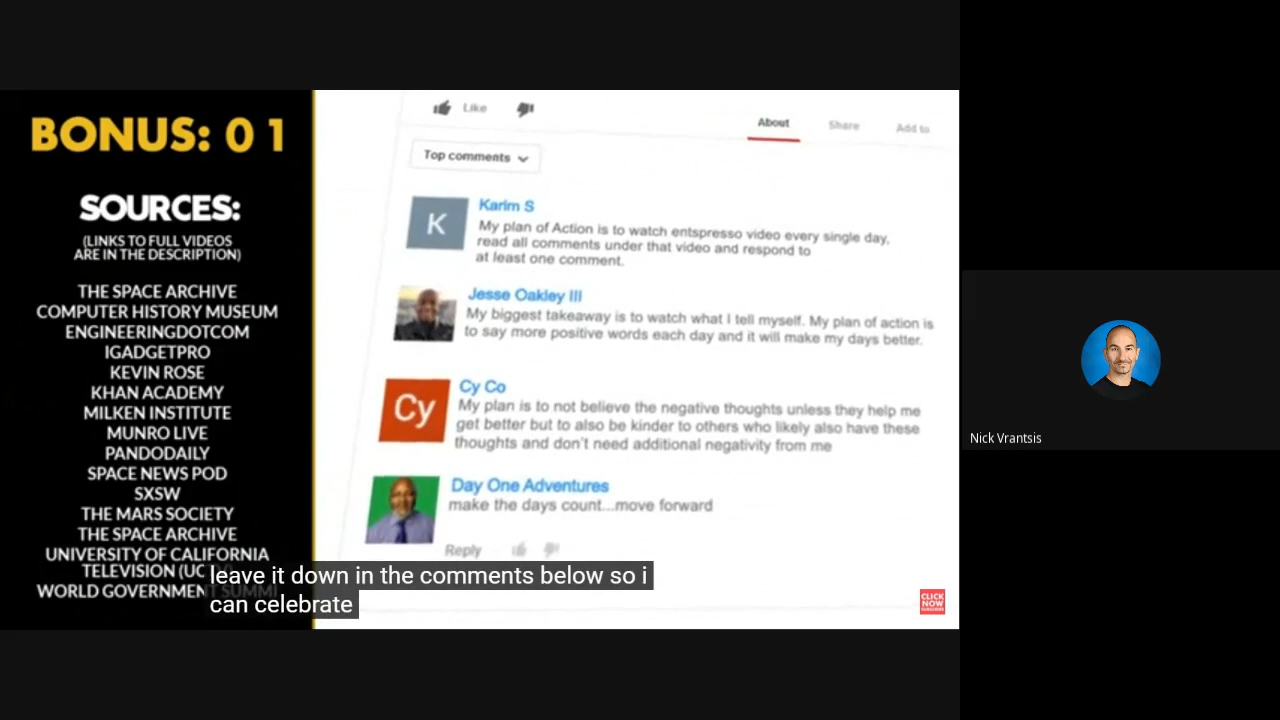 BONUS: 01
SOURCES:
(LINKS TO FULL VIDEOS
ARE IN THE DESCRIPTION)
THE SPACE ARCHIVE
COMPUTER HISTORY MUSEUM
ENGINEERINGDOTCOM
IGADGETPRO
KEVIN ROSE
KHAN ACADEMY
MILKEN INSTITUTE
MUNRO LIVE
PANDODAILY
SPACE NEWS POD
SXSW
THE MARS SOCIETY
THE SPACE ARCHIVE
UNIVERSITY OF CALIFORNIA
TELEVISION (UC
WORLD GOVERNMEN
Like
About
Share
Add to
Top comments
K
Karim S
My plan of Action is to watch entspresso video every single day,
read all comments under that video and respond to
at least one comment.
Jesse Oakley III
My biggest takeaway is to watch what I tell myself. My plan of action is
to say more positive words each day and it will make my days better.
Cy
Cy Co
My plan is to not believe the negative thoughts unless they help me
get better but to also be kinder to others who likely also have these
thoughts and don't need additional negativity from me
Day One Adventures
make the days count...move forward
Reply
leave it down in the comments below so i
can celebrate
CLICK
NOW
SUBSCRIBE
Nick Vrantsis